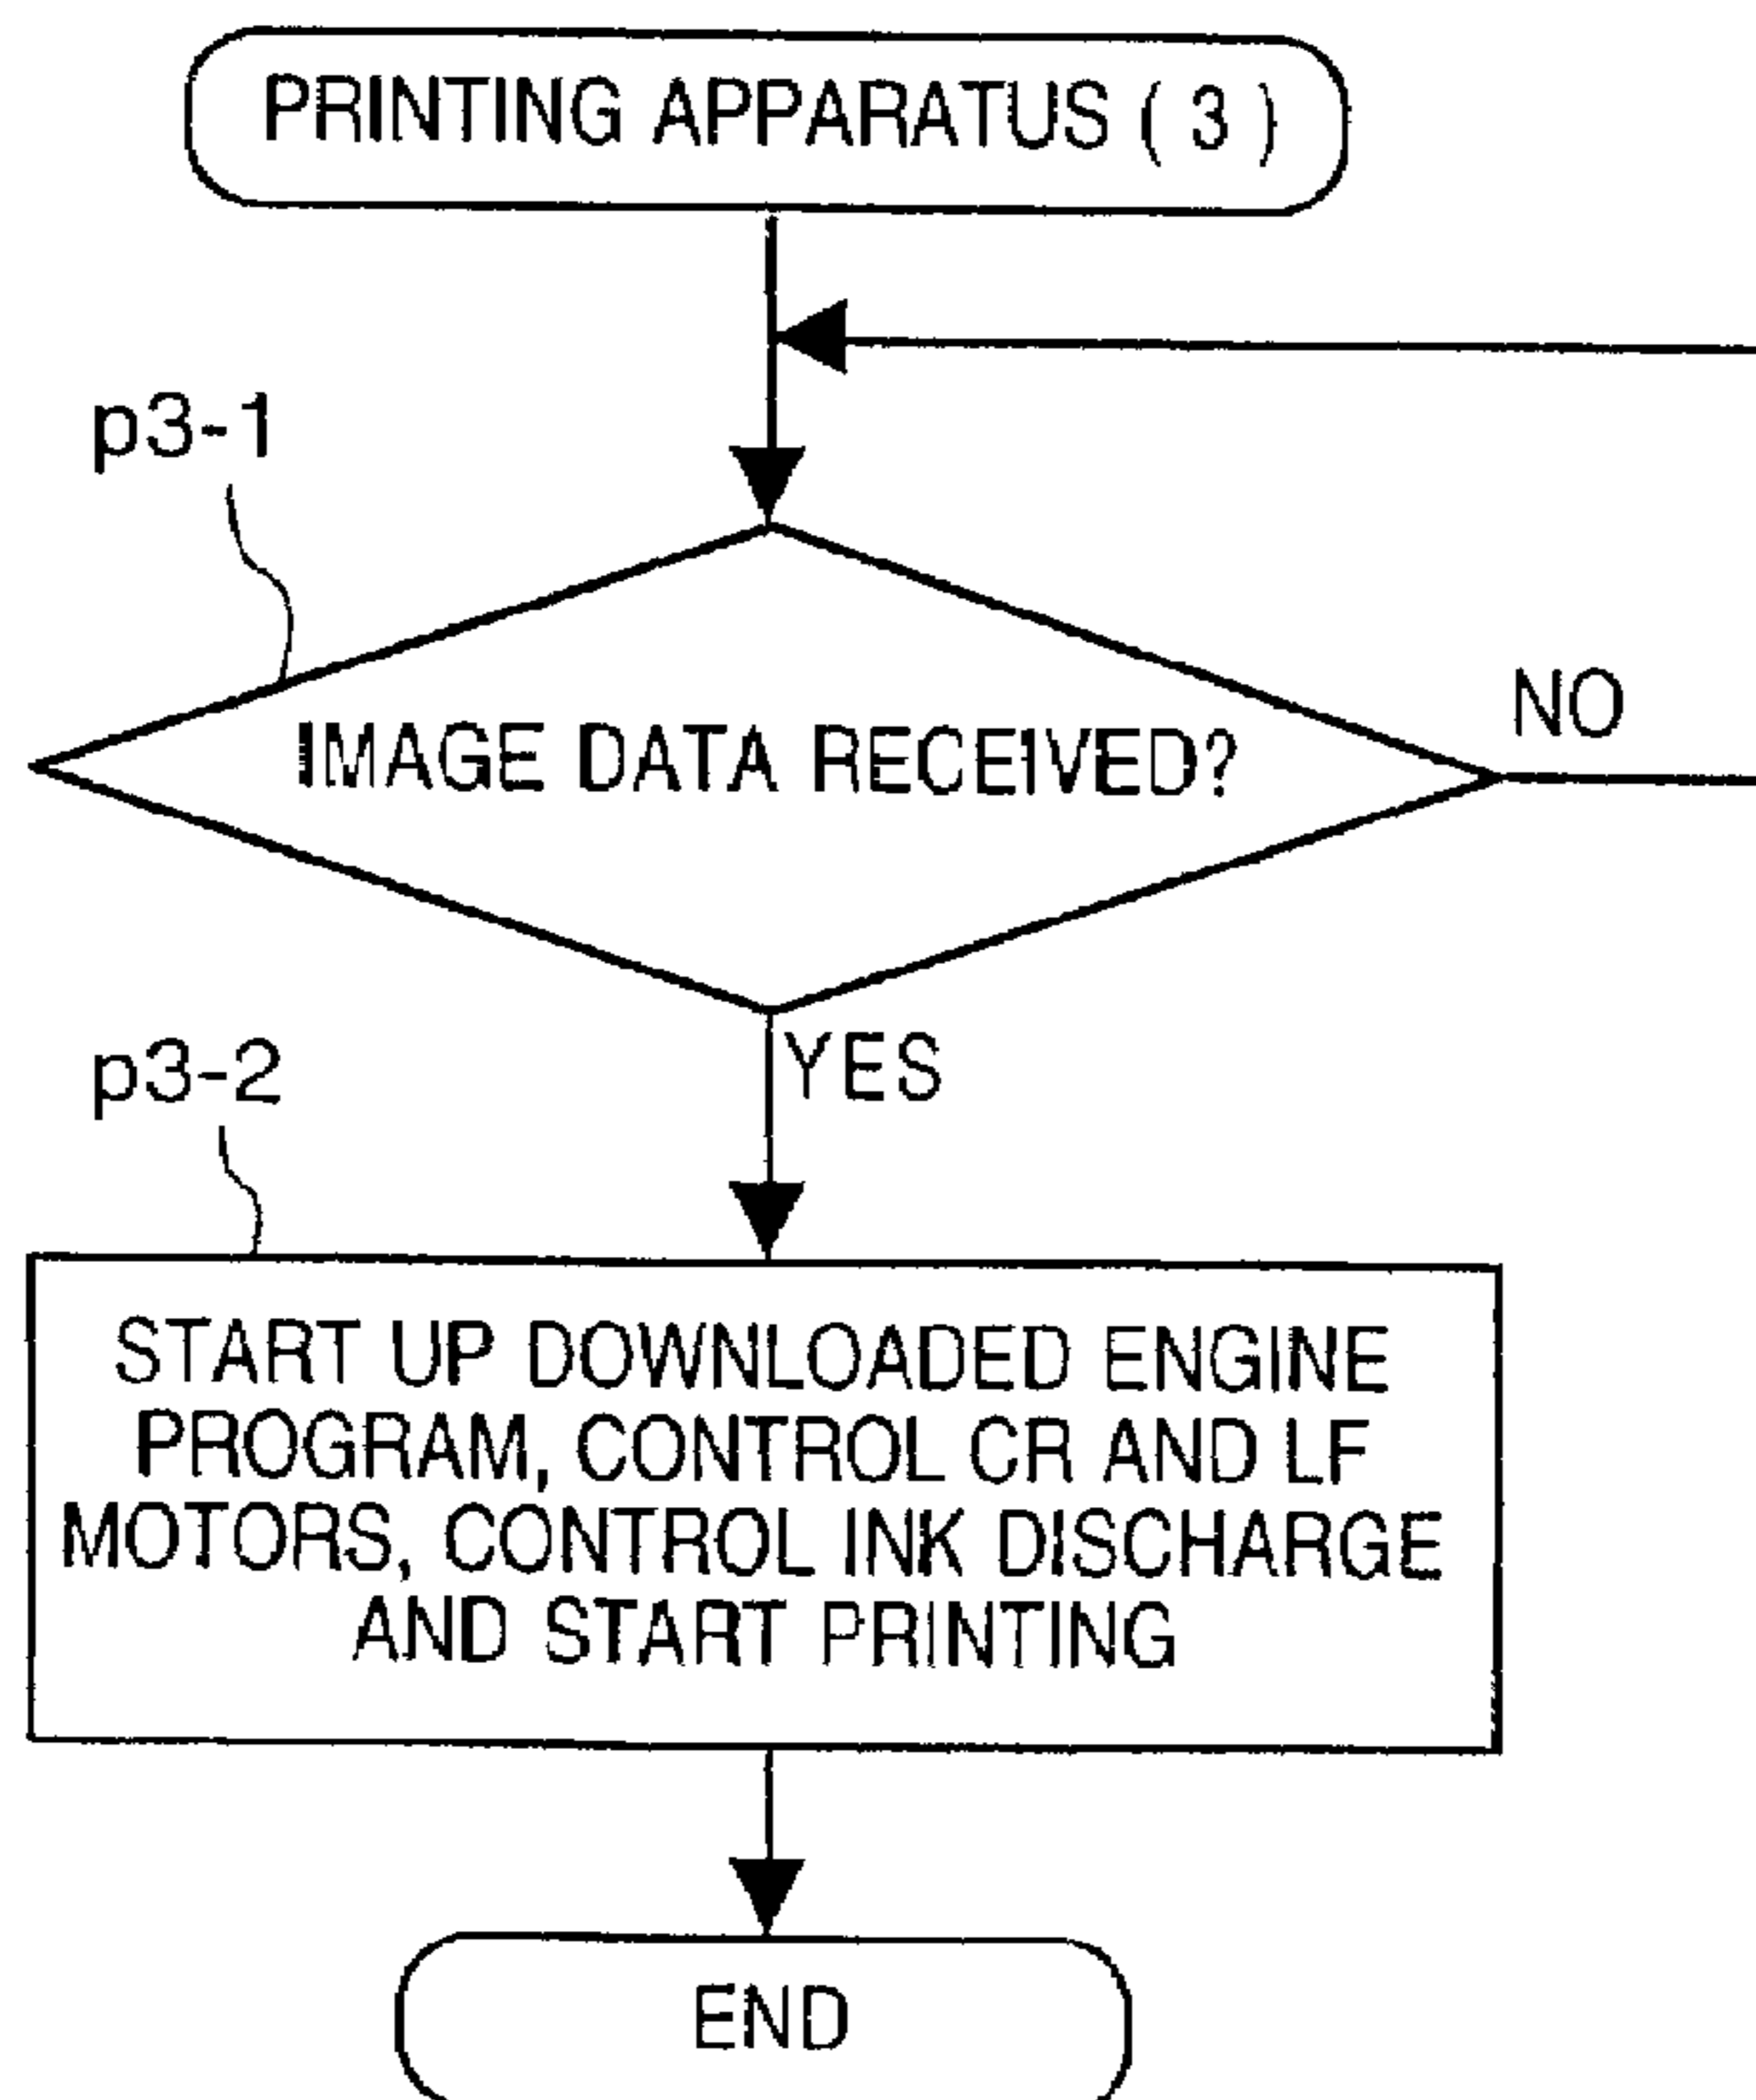 PRINTING APPARATUS ( 3 )
p3-1
IMAGE DATA RECEIVED?
NO
YES
p3-2
START UP DOWNLOADED ENGINE
PROGRAM, CONTROL CR AND LF
MOTORS, CONTROL INK DISCHARGE
AND START PRINTING
END